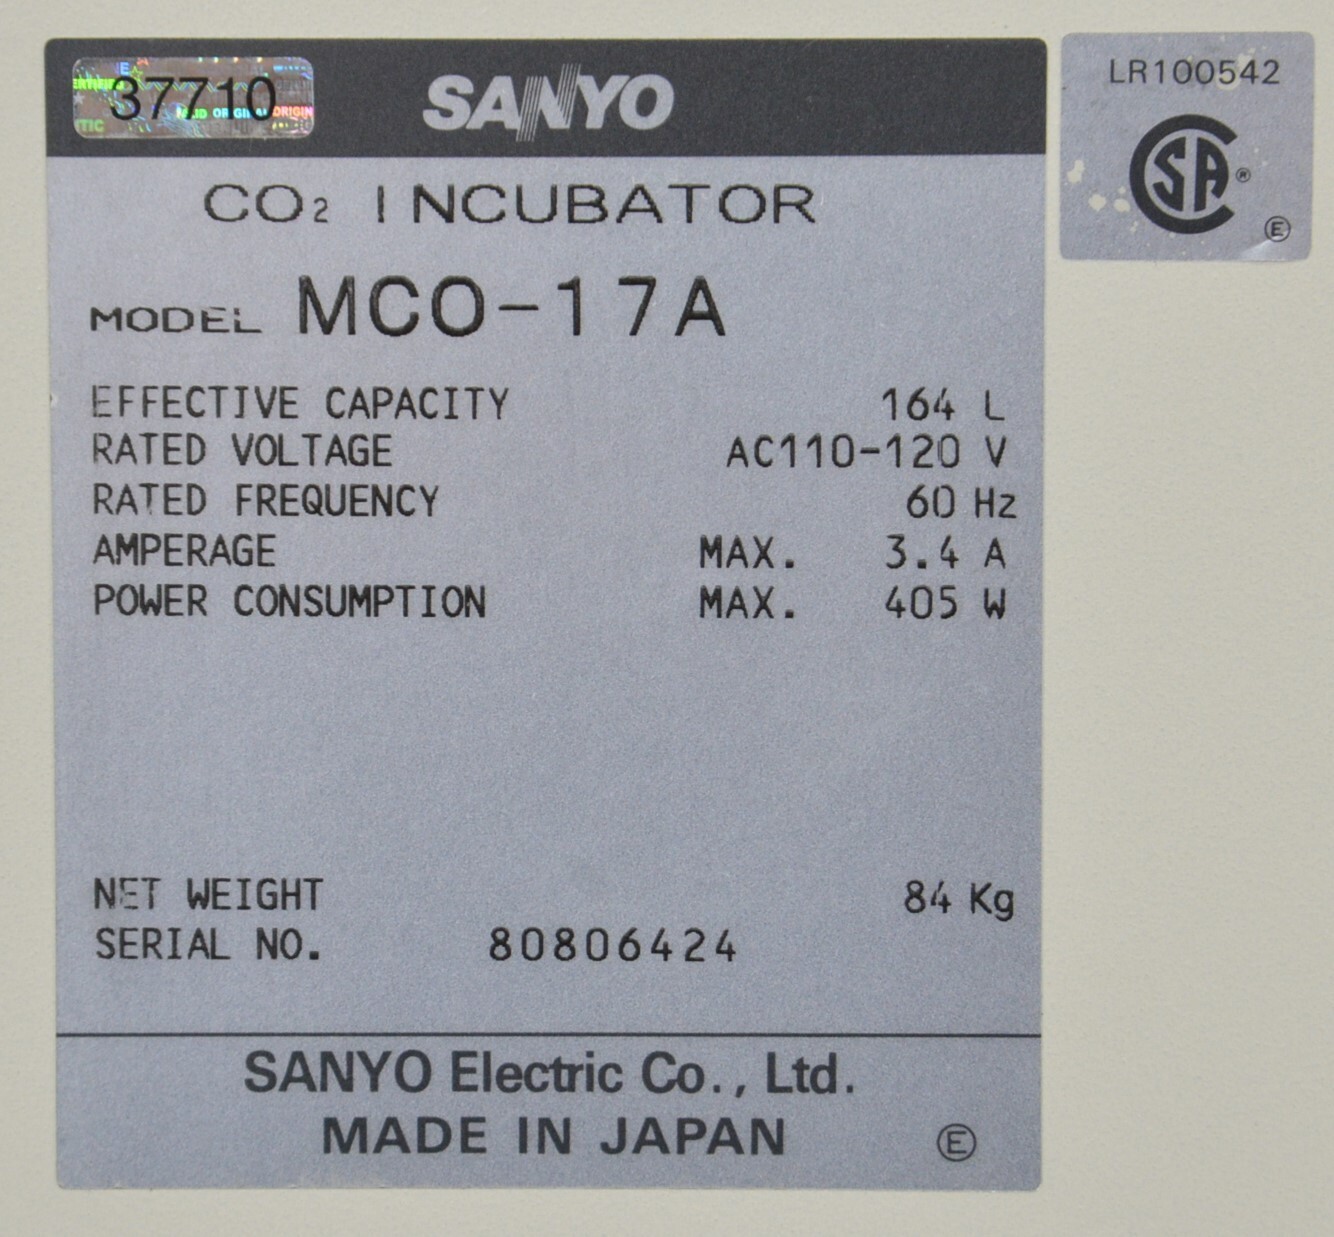 37710
SANYO
LR100542
CSA®
E
CO₂ INCUBATOR
MODEL MCO-17A
EFFECTIVE CAPACITY 164 L
RATED VOLTAGE AC110-120 V
RATED FREQUENCY 60 Hz
AMPERAGE MAX. 3.4 A
POWER CONSUMPTION MAX. 405 W
NET WEIGHT 84 Kg
SERIAL NO. 80806424
SANYO Electric Co., Ltd.
MADE IN JAPAN E